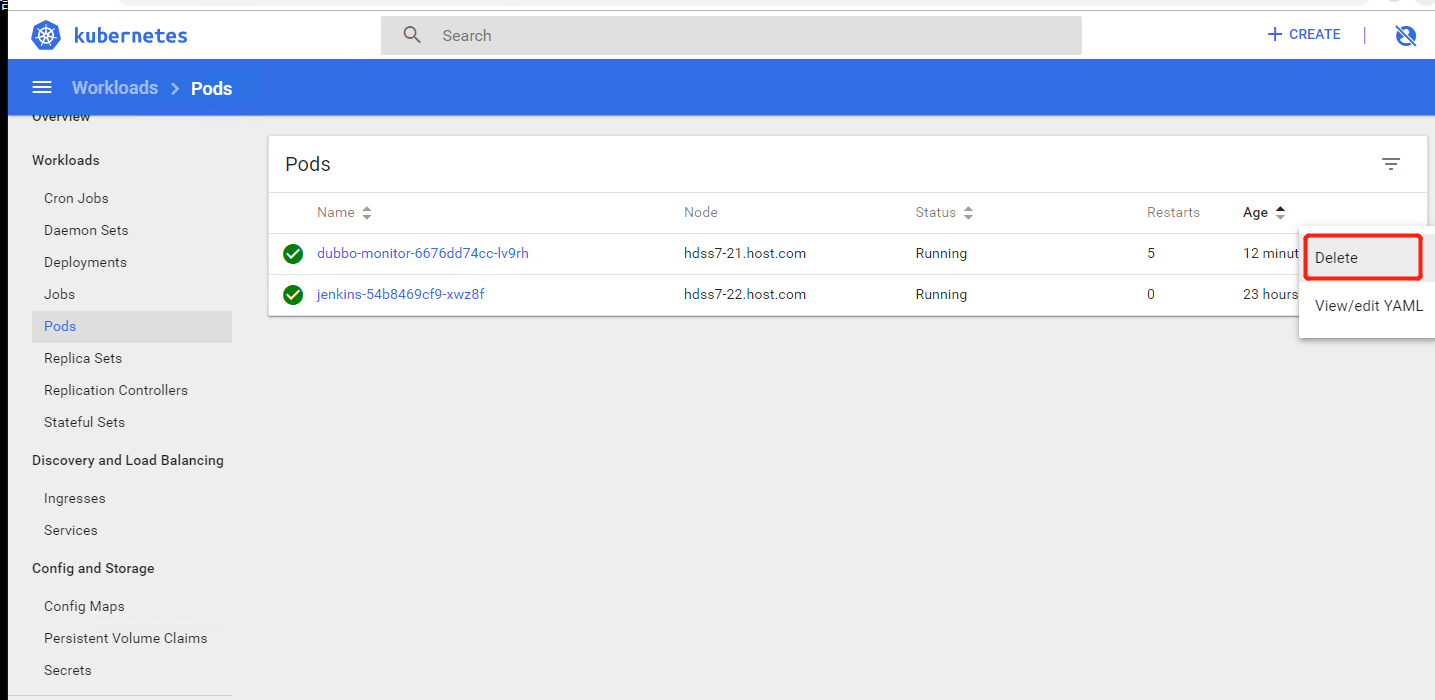 kubernetes
Search
CREATE
Workloads
Pods
Overview
Workloads
Cron Jobs
Daemon Sets
Deployments
Jobs
Pods
Replica Sets
Replication Controllers
Stateful Sets
Discovery and Load Balancing
Ingresses
Services
Config and Storage
Config Maps
Persistent Volume Claims
Secrets
Pods
Name Node Status Restarts Age
dubbo-monitor-6676dd74cc-lv9rh hdss7-21.host.com Running 5 12 minut
jenkins-54b8469cf9-xwz8f hdss7-22.host.com Running 0 23 hours
Delete
View/edit YAML